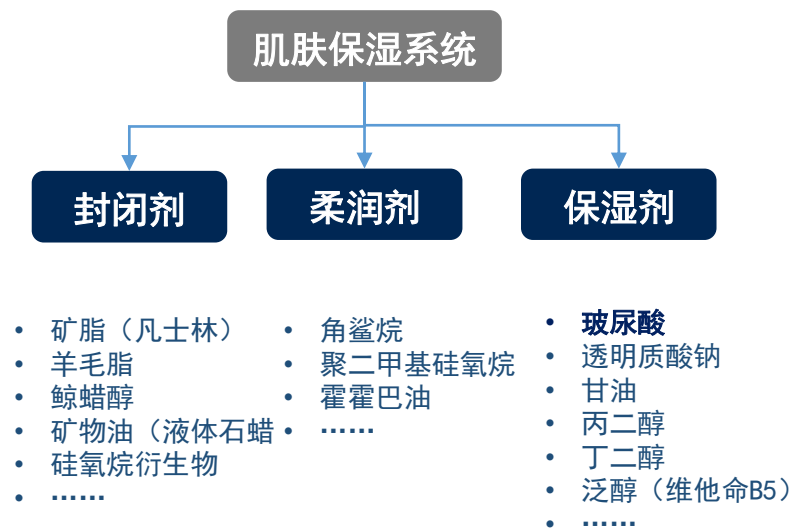 肌肤保湿系统
封闭剂
柔润剂
保湿剂
• 矿脂（凡士林）
• 羊毛脂
• 鲸蜡醇
• 矿物油（液体石蜡
• 硅氧烷衍生物
• ……
• 角鲨烷
• 聚二甲基硅氧烷
• 霍霍巴油
• ……
• 玻尿酸
• 透明质酸钠
• 甘油
• 丙二醇
• 丁二醇
• 泛醇（维他命B5）
• ……